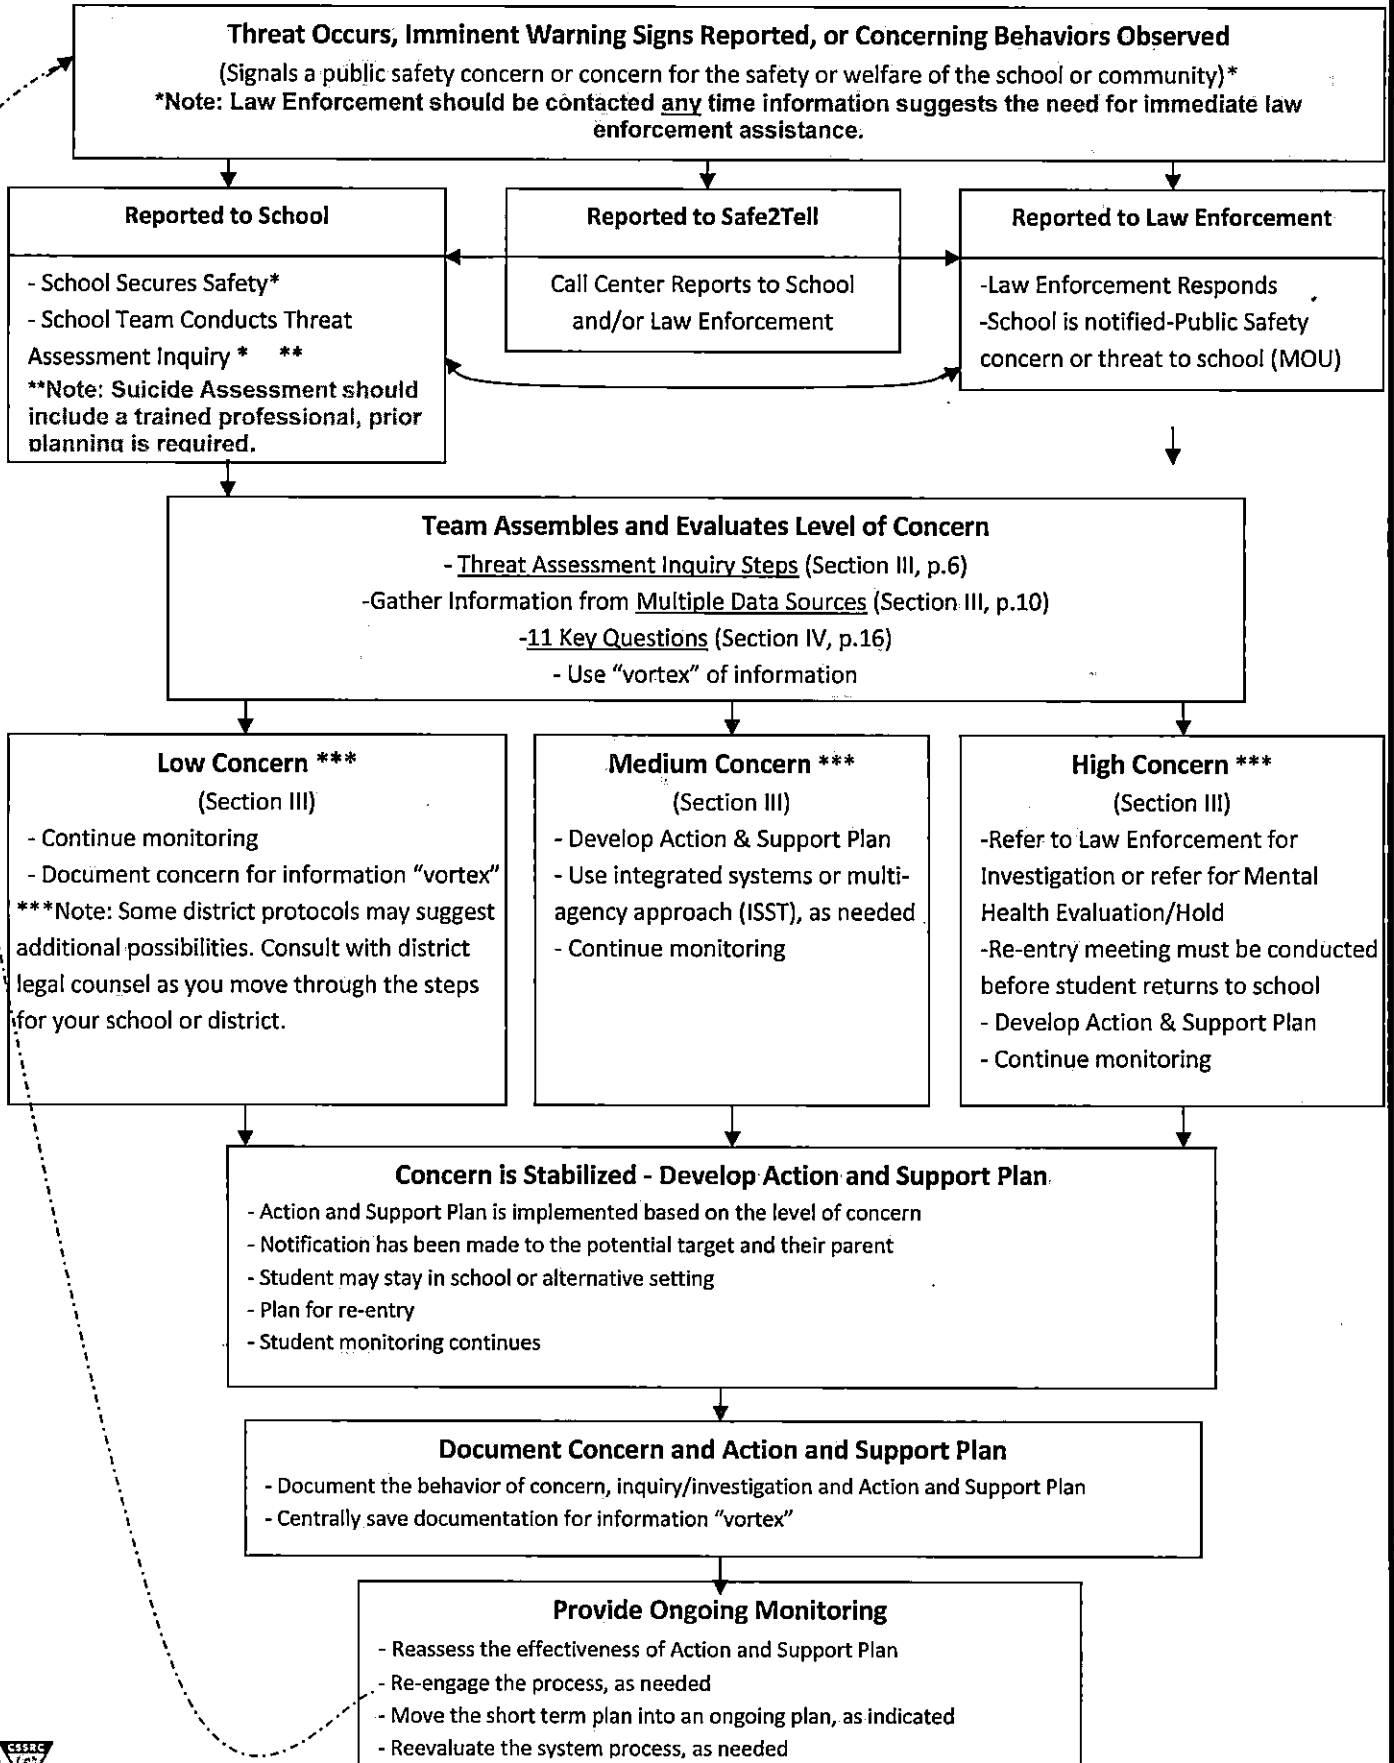 Threat Occurs, Imminent Warning Signs Reported, or Concerning Behaviors Observed
(Signals a public safety concern or concern for the safety or welfare of the school or community)*
*Note: Law Enforcement should be contacted any time information suggests the need for immediate law
enforcement assistance.
Reported to School
- School Secures Safety*
- School Team Conducts Threat
Assessment Inquiry * **
**Note: Suicide Assessment should
include a trained professional, prior
planning is required.
Reported to Safe2Tell
Call Center Reports to School
and/or Law Enforcement
Reported to Law Enforcement
-Law Enforcement Responds
-School is notified-Public Safety
concern or threat to school (MOU)
Team Assembles and Evaluates Level of Concern
- Threat Assessment Inquiry Steps (Section III, p.6)
-Gather Information from Multiple Data Sources (Section III, p.10)
-11 Key Questions (Section IV, p.16)
- Use “vortex” of information
Low Concern ***
(Section III)
- Continue monitoring
- Document concern for information “vortex”
***Note: Some district protocols may suggest
additional possibilities. Consult with district
legal counsel as you move through the steps
for your school or district.
Medium Concern ***
(Section III)
- Develop Action & Support Plan
- Use integrated systems or multi-
agency approach (ISST), as needed
- Continue monitoring
High Concern ***
(Section III)
-Refer to Law Enforcement for
Investigation or refer for Mental
Health Evaluation/Hold
-Re-entry meeting must be conducted
before student returns to school
- Develop Action & Support Plan
- Continue monitoring
Concern is Stabilized - Develop Action and Support Plan
- Action and Support Plan is implemented based on the level of concern
- Notification has been made to the potential target and their parent
- Student may stay in school or alternative setting
- Plan for re-entry
- Student monitoring continues
Document Concern and Action and Support Plan
- Document the behavior of concern, inquiry/investigation and Action and Support Plan
- Centrally save documentation for information “vortex”
Provide Ongoing Monitoring
- Reassess the effectiveness of Action and Support Plan
- Re-engage the process, as needed
- Move the short term plan into an ongoing plan, as indicated
- Reevaluate the system process, as needed
CSSRC